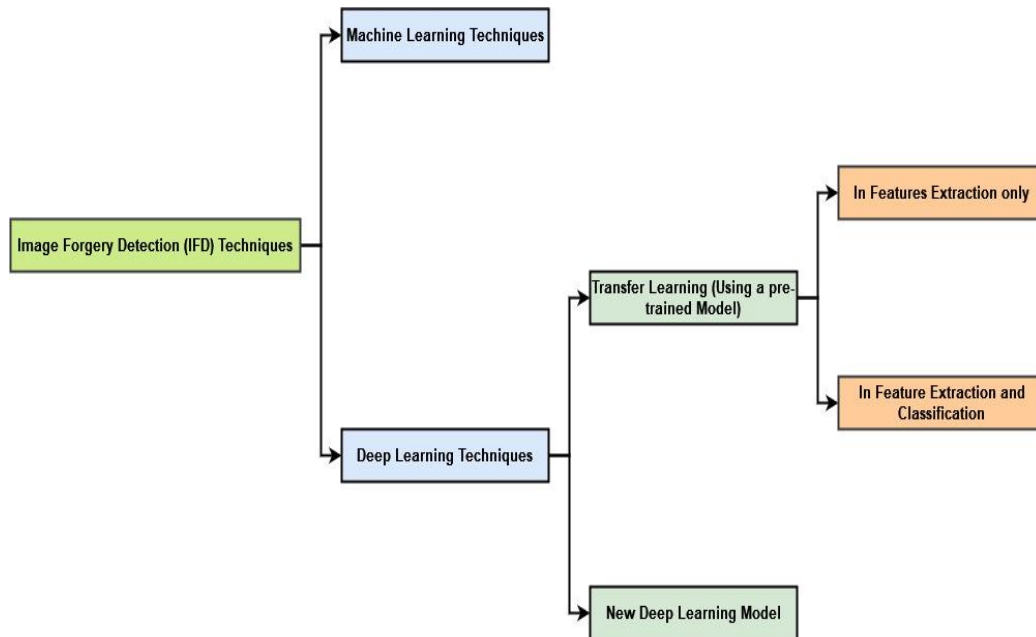 Machine Learning Techniques
In Features Extraction only
Image Forgery Detection (IFD) Techniques
Transfer Learning (Using a pre-
trained Model)
In Feature Extraction and
Classification
Deep Learning Techniques
New Deep Learning Model